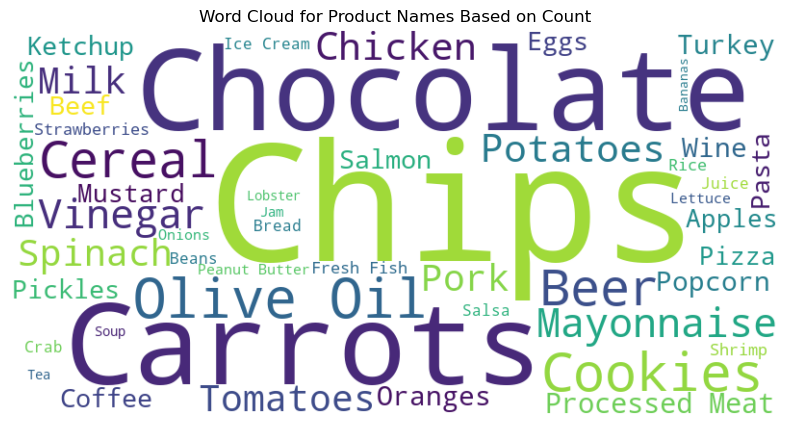 Word Cloud for Product Names Based on Count
Ketchup
Ice Cream
Chicken
Eggs
Turkey
Milk
Chocolate
Bananas
Beef
Strawberries
Blueberries
Cereal
Salmon
Potatoes
Wine
Pasta
Chips
Rice
Juice
Mustard
Lobster
Lettuce
Vinegar
Jam
Bread
Apples
Onions
Spinach
Beans
Peanut Butter
Fresh Fish
Pork
Beer
Pizza
Popcorn
Pickles
Olive Oil
Salsa
Mayonnaise
Carrots
Soup
Crab
Shrimp
Tea
Cookies
Coffee
Tomatoes
Oranges
Processed Meat